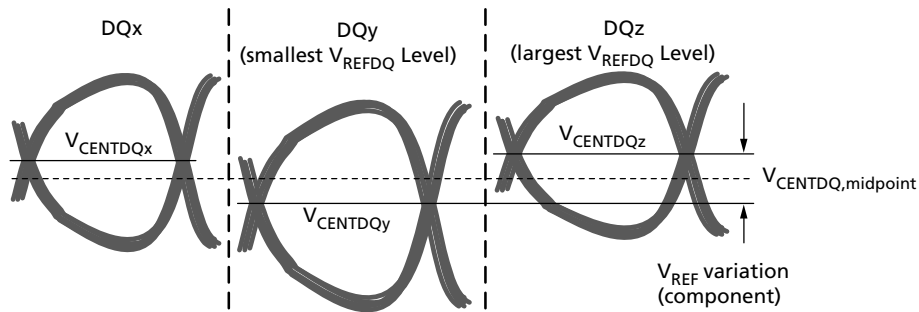 DQx
DQy
(smallest VREFDQ Level)
DQz
(largest VREFDQ Level)
VCENTDQx
VCENTDQy
VCENTDQz
VCENTDQ,midpoint
VREF variation
(component)